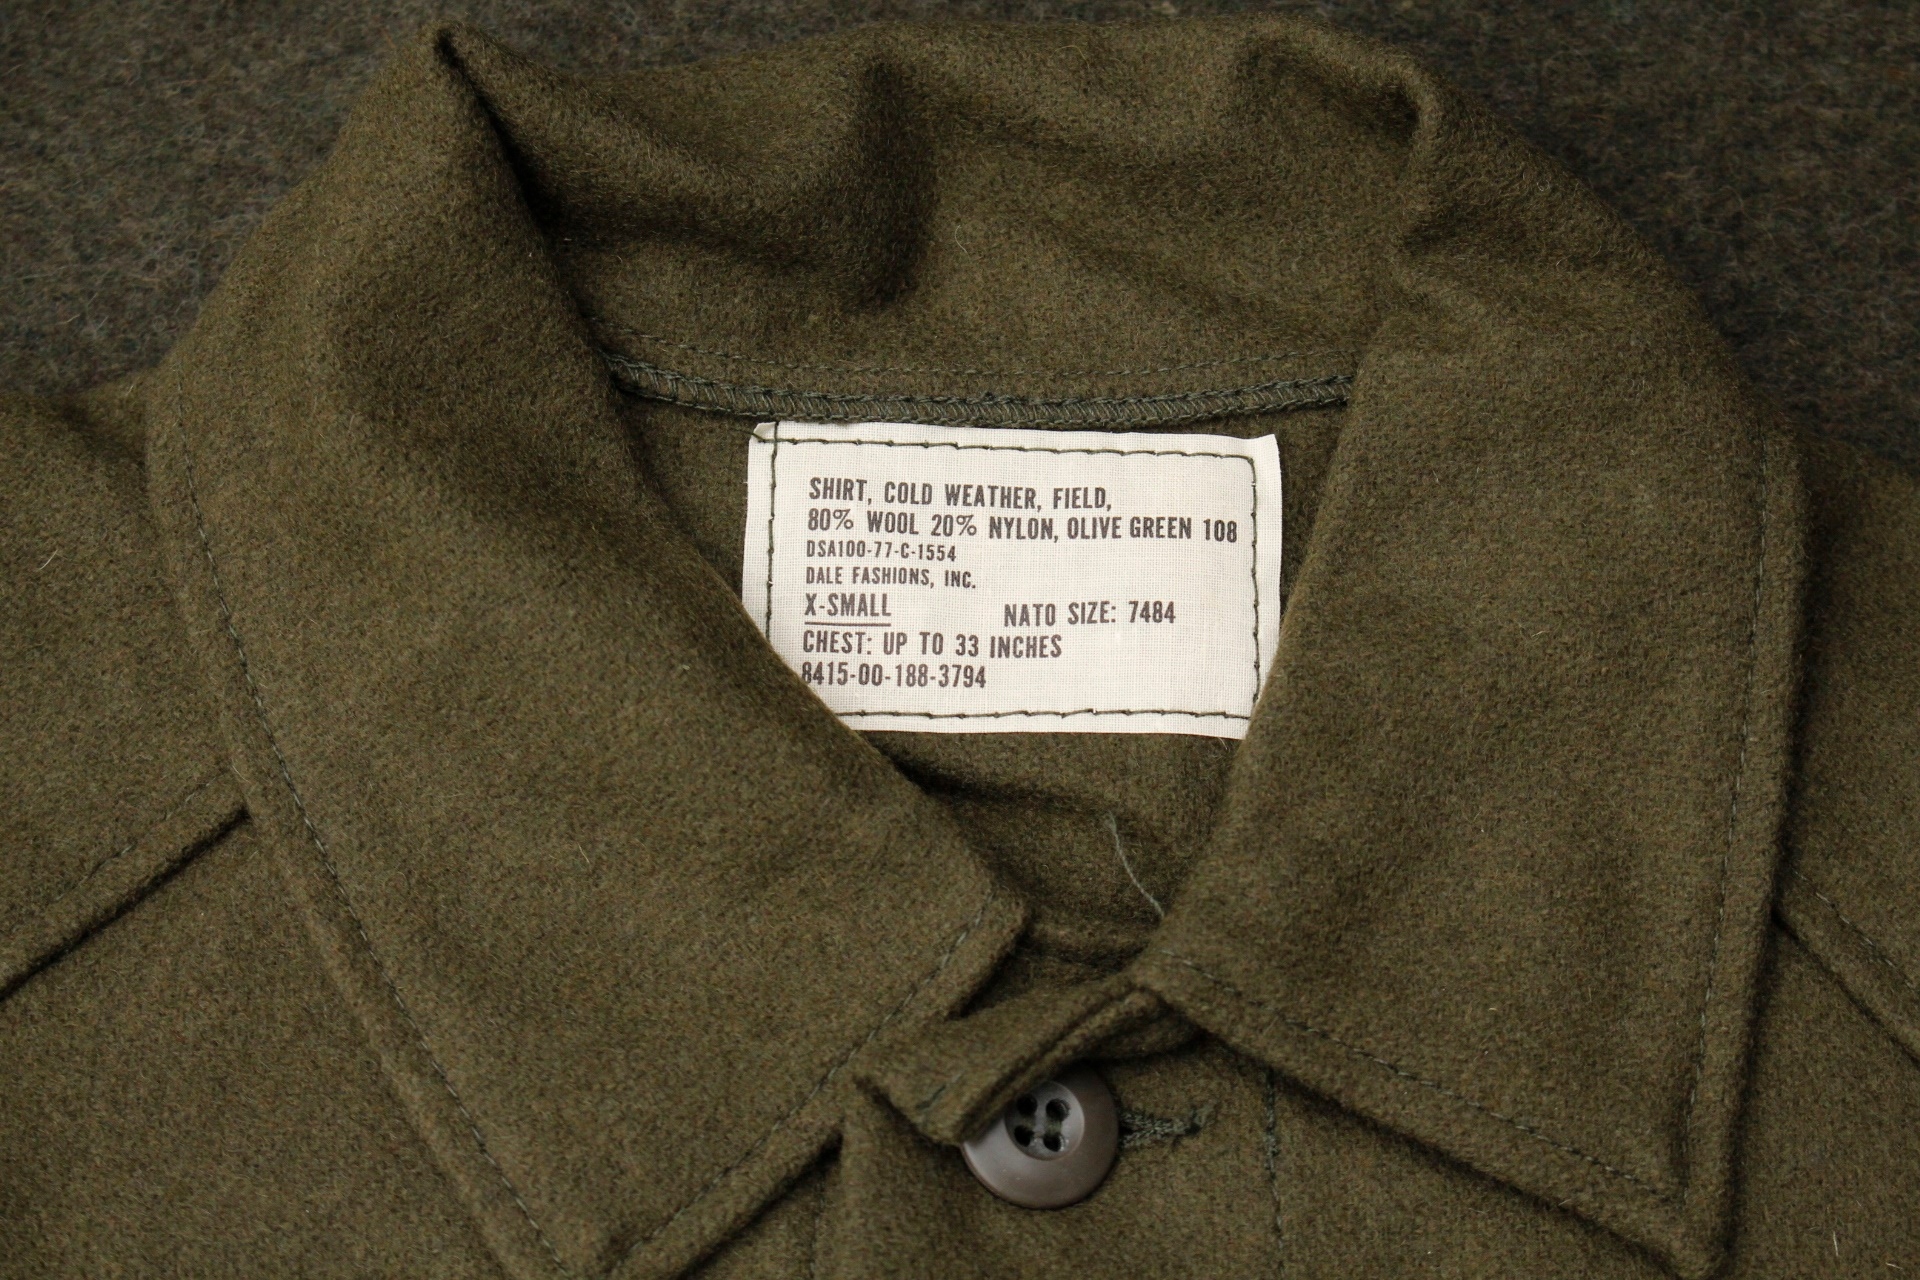 SHIRT, COLD WEATHER, FIELD,
80% WOOL 20% NYLON, OLIVE GREEN 108
DSA100-77-C-1554
DALE FASHIONS, INC.
X-SMALL NATO SIZE: 7484
CHEST: UP TO 33 INCHES
8415-00-188-3794